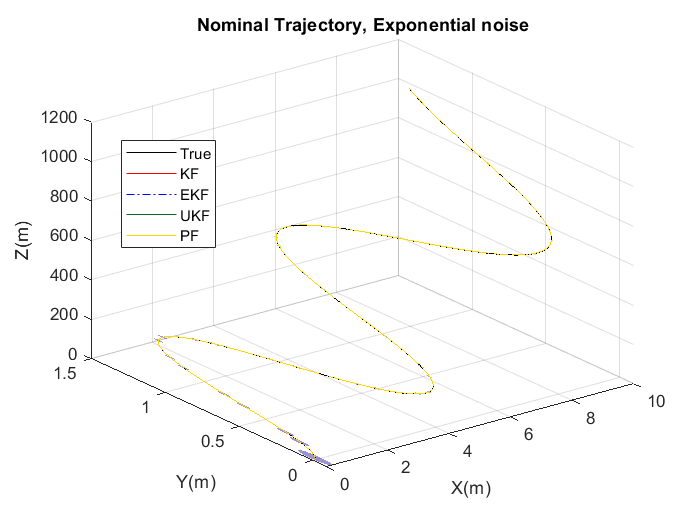 Nominal Trajectory, Exponential noise
1200
1000
800
600
400
200
0
Z(m)
True
KF
EKF
UKF
PF
1.5
1
0.5
0
Y(m)
0
2
4
6
8
10
X(m)